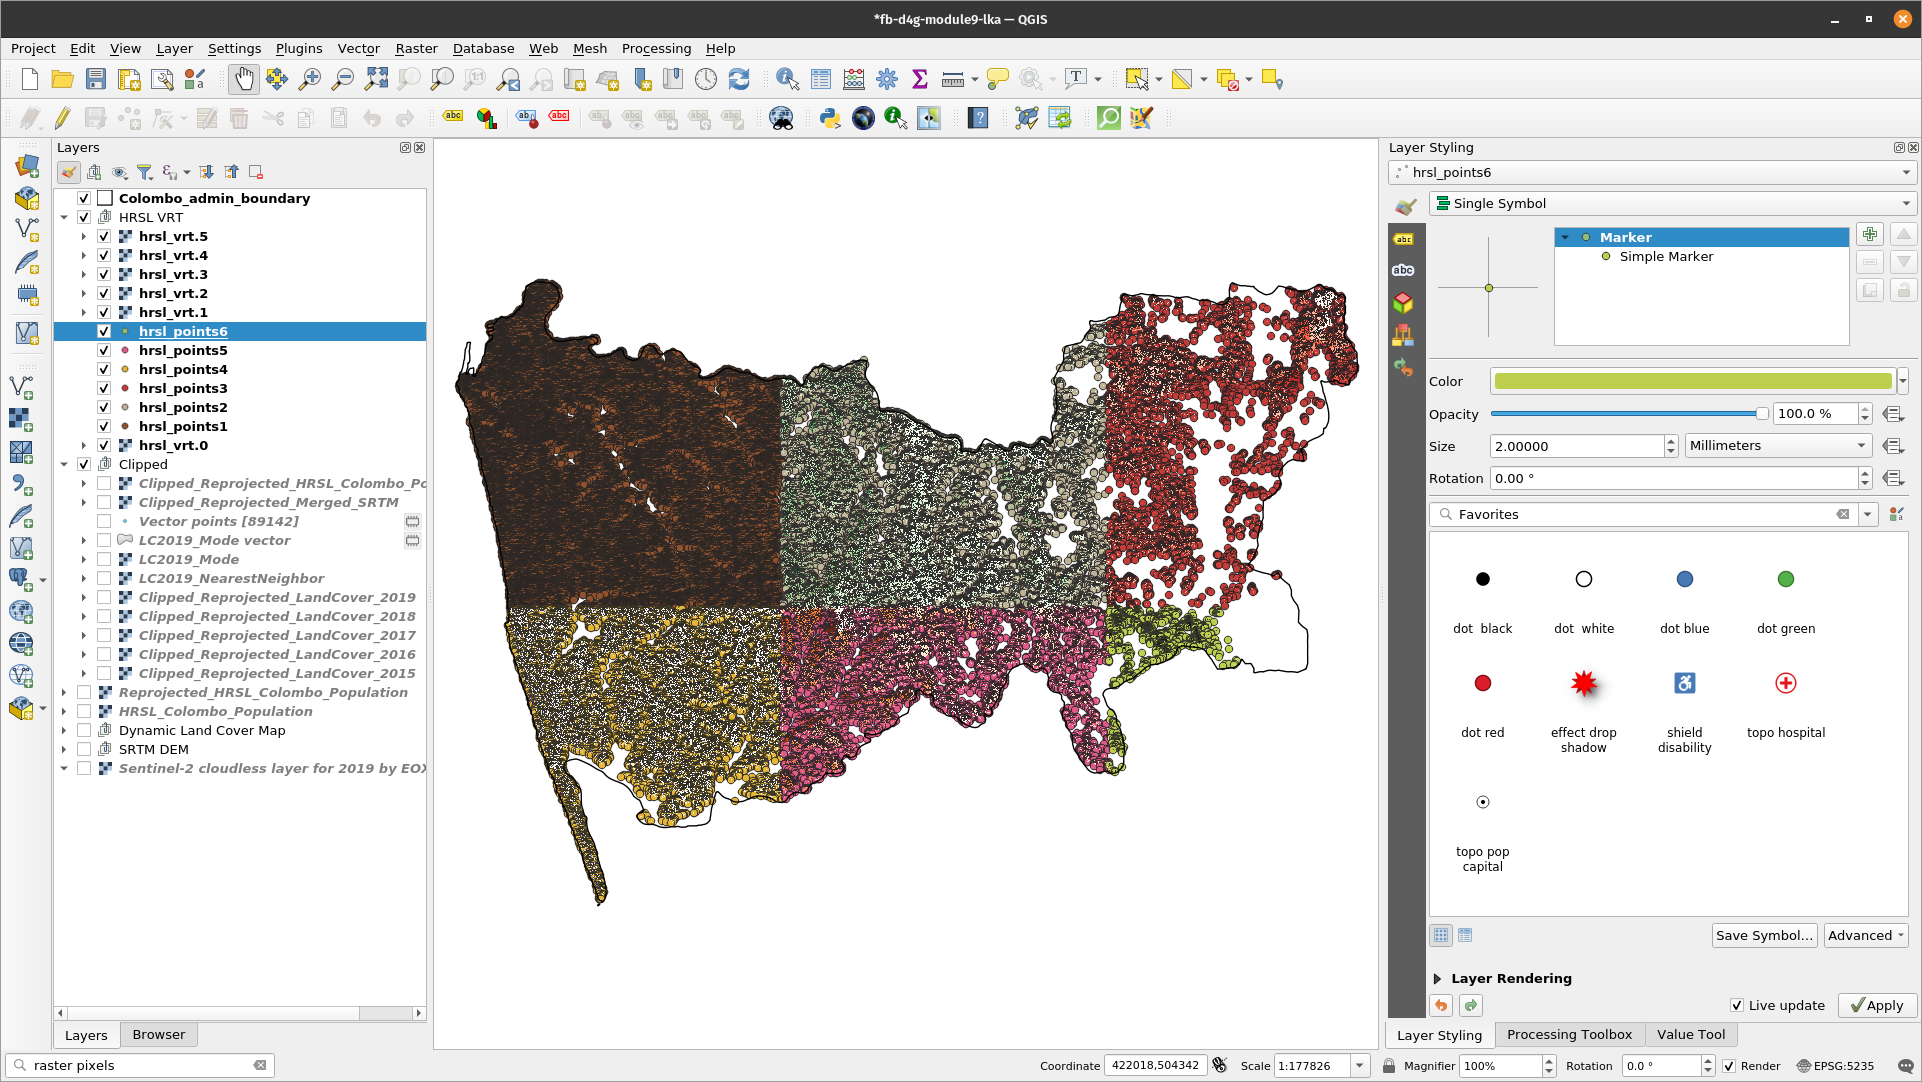 *fb-d4g-module9-lka — QGIS
Project Edit View Layer Settings Plugins Vector Raster Database Web Mesh Processing Help
Layers
Colombo_admin_boundary
HRSL VRT
hrsl_vrt.5
hrsl_vrt.4
hrsl_vrt.3
hrsl_vrt.2
hrsl_vrt.1
hrsl_points6
hrsl_points5
hrsl_points4
hrsl_points3
hrsl_points2
hrsl_points1
hrsl_vrt.0
Clipped
Clipped_Reprojected_HRSL_Colombo_Po
Clipped_Reprojected_Merged_SRTM
Vector points [89142]
LC2019_Mode vector
LC2019_Mode
LC2019_NearestNeighbor
Clipped_Reprojected_LandCover_2019
Clipped_Reprojected_LandCover_2018
Clipped_Reprojected_LandCover_2017
Clipped_Reprojected_LandCover_2016
Clipped_Reprojected_LandCover_2015
Reprojected_HRSL_Colombo_Population
HRSL_Colombo_Population
Dynamic Land Cover Map
SRTM DEM
Sentinel-2 cloudless layer for 2019 by EOX
Layers Browser
raster pixels
Layer Styling
hrsl_points6
Single Symbol
Marker
Simple Marker
Color
Opacity 100.0 %
Size 2.00000 Millimeters
Rotation 0.00 °
Favorites
dot black dot white dot blue dot green
dot red effect drop shadow shield disability topo hospital
topo pop capital
Save Symbol... Advanced
Layer Rendering
Live update Apply
Layer Styling Processing Toolbox Value Tool
Coordinate 422018,504342 Scale 1:177826 Magnifier 100% Rotation 0.0 ° Render EPSG:5235